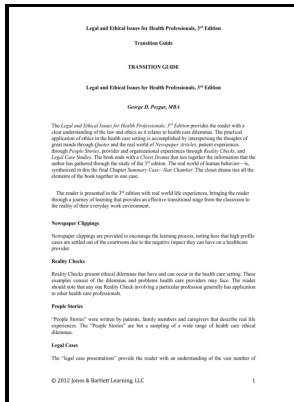 Legal and Ethical Issues for Health Professionals, 3rd Edition
Transition Guide
TRANSITION GUIDE
Legal and Ethical Issues for Health Professionals, 3rd Edition
George D. Pozgar, MBA
The Legal and Ethical Issues for Health Professionals, 3rd Edition provides the reader with a
clear understanding of the law and ethics as it relates to health care dilemmas. The practical
application of ethics in the health care setting is accomplished by interspersing the thoughts of
great minds through Quotes and the real world of Newspaper Articles, patient experiences
through People Stories, provider and organizational experiences through Reality Checks, and
Legal Case Studies. The book ends with a Closet Drama that ties together the information that the
author has gathered through the study of the 3rd edition. The real world of human behavior—is,
synthesized in this the final Chapter Summary Case—Star Chamber. The closet drama ties all the
elements of the book together in one case.
The reader is presented in the 3rd edition with real world life experiences, bringing the reader
through a journey of learning that provides an effective transitional stage from the classroom to
the reality of their everyday work environment.
Newspaper Clippings
Newspaper clippings are provided to encourage the learning process, noting here that high profile
cases are settled out of the courtroom due to the negative impact they can have on a healthcare
provider.
Reality Checks
Reality Checks present ethical dilemmas that have and can occur in the health care setting. These
examples consist of the dilemmas and problems health care providers may face. The reader
should note that any one Reality Check involving a particular profession generally has application
to other health care professionals.
People Stories
"People Stories" were written by patients, family members and caregivers that describe real life
experiences. The "People Stories" are but a sampling of a wide range of health care ethical
dilemmas.
Legal Cases
The "legal case presentations" provide the reader with an understanding of the vast number of
© 2012 Jones & Bartlett Learning, LLC 1